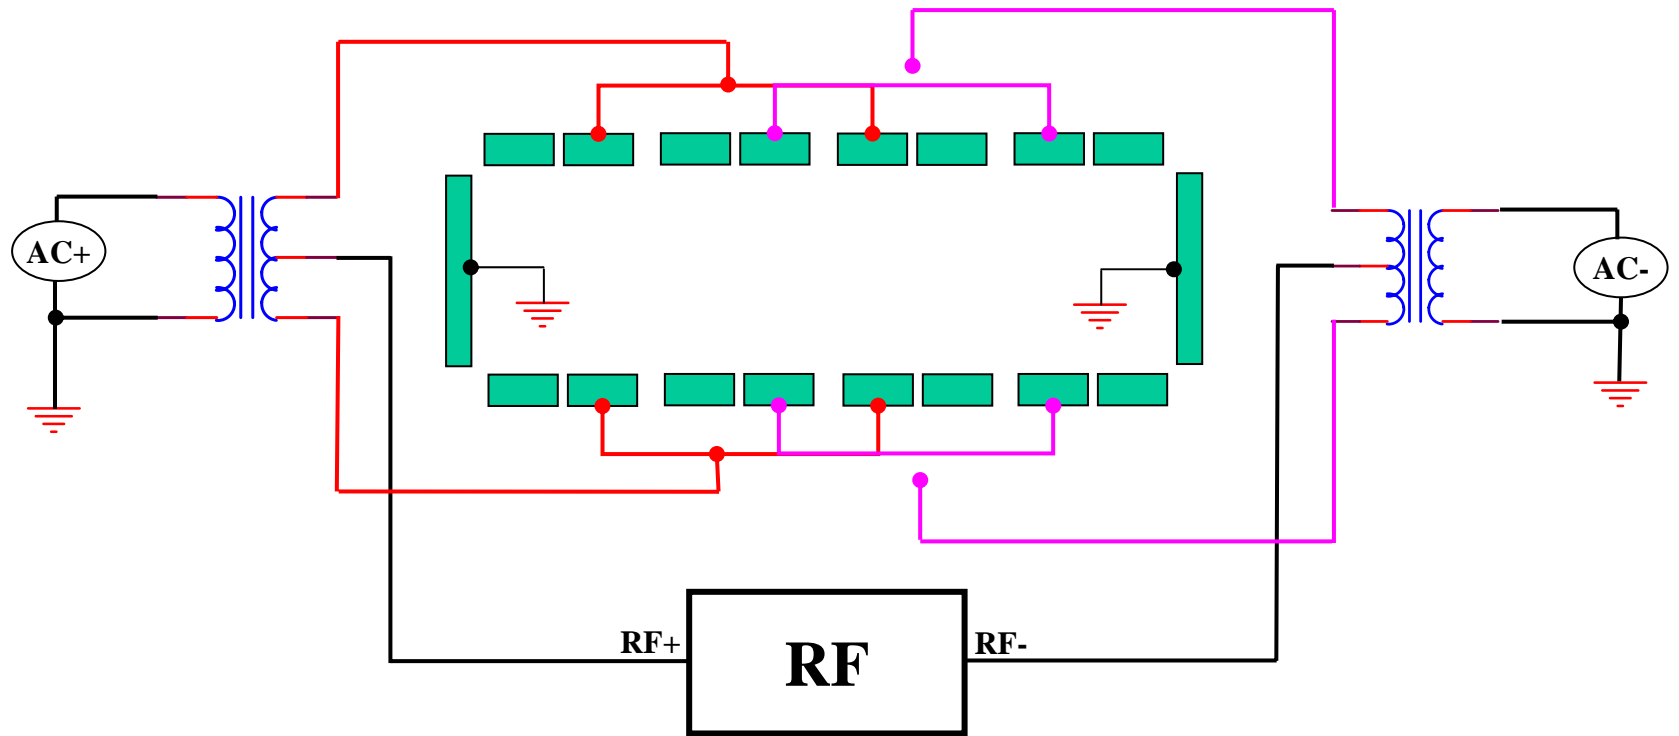 AC+
AC-
RF+
RF
RF-